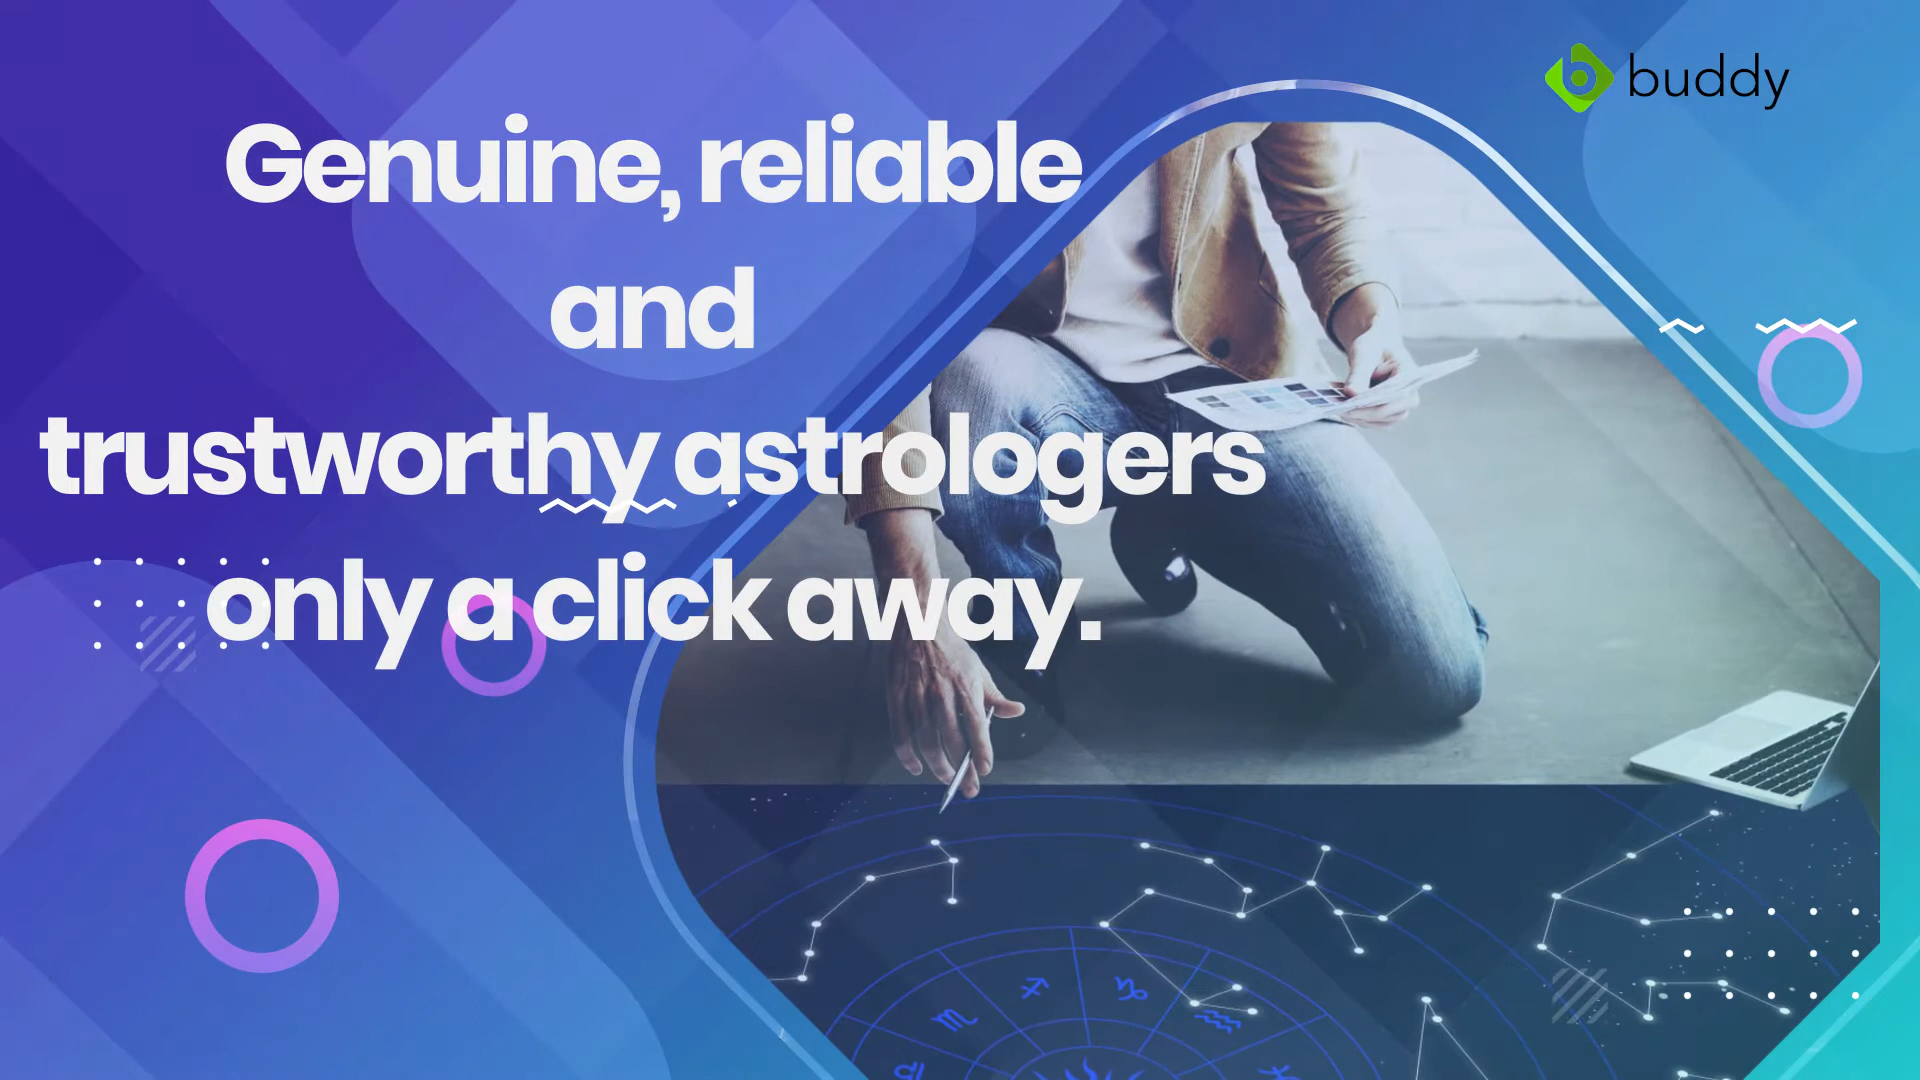 buddy
Genuine, reliable
and
trustworthy astrologers
only a click away.